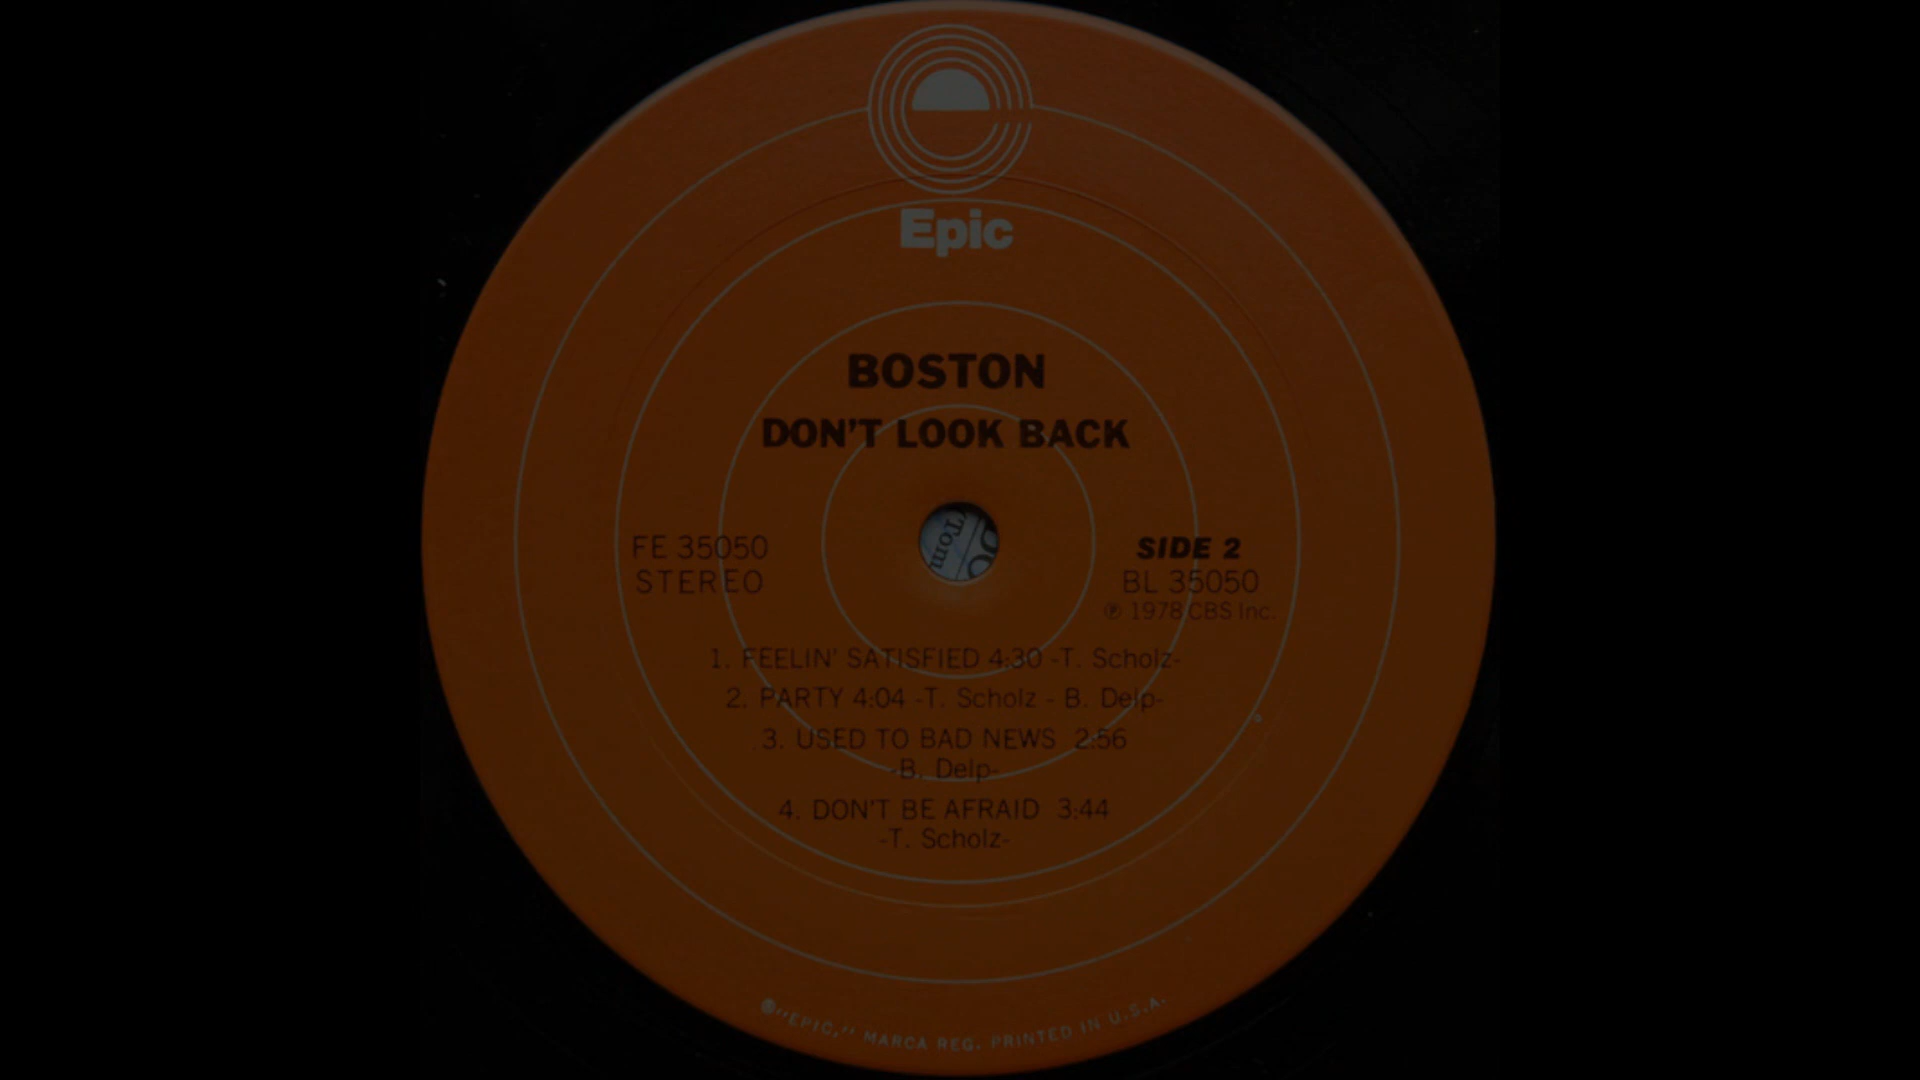 Epic
BOSTON
DON'T LOOK BACK
FE 35050
STEREO
SIDE 2
BL 35050
℗ 1978 CBS Inc.
1. FEELIN' SATISFIED 4:30 -T. Scholz-
2. PARTY 4:04 -T. Scholz - B. Delp-
3. USED TO BAD NEWS 2:56
-B. Delp-
4. DON'T BE AFRAID 3:44
-T. Scholz-
"EPIC," MARCA REG. PRINTED IN U.S.A.
(Tom